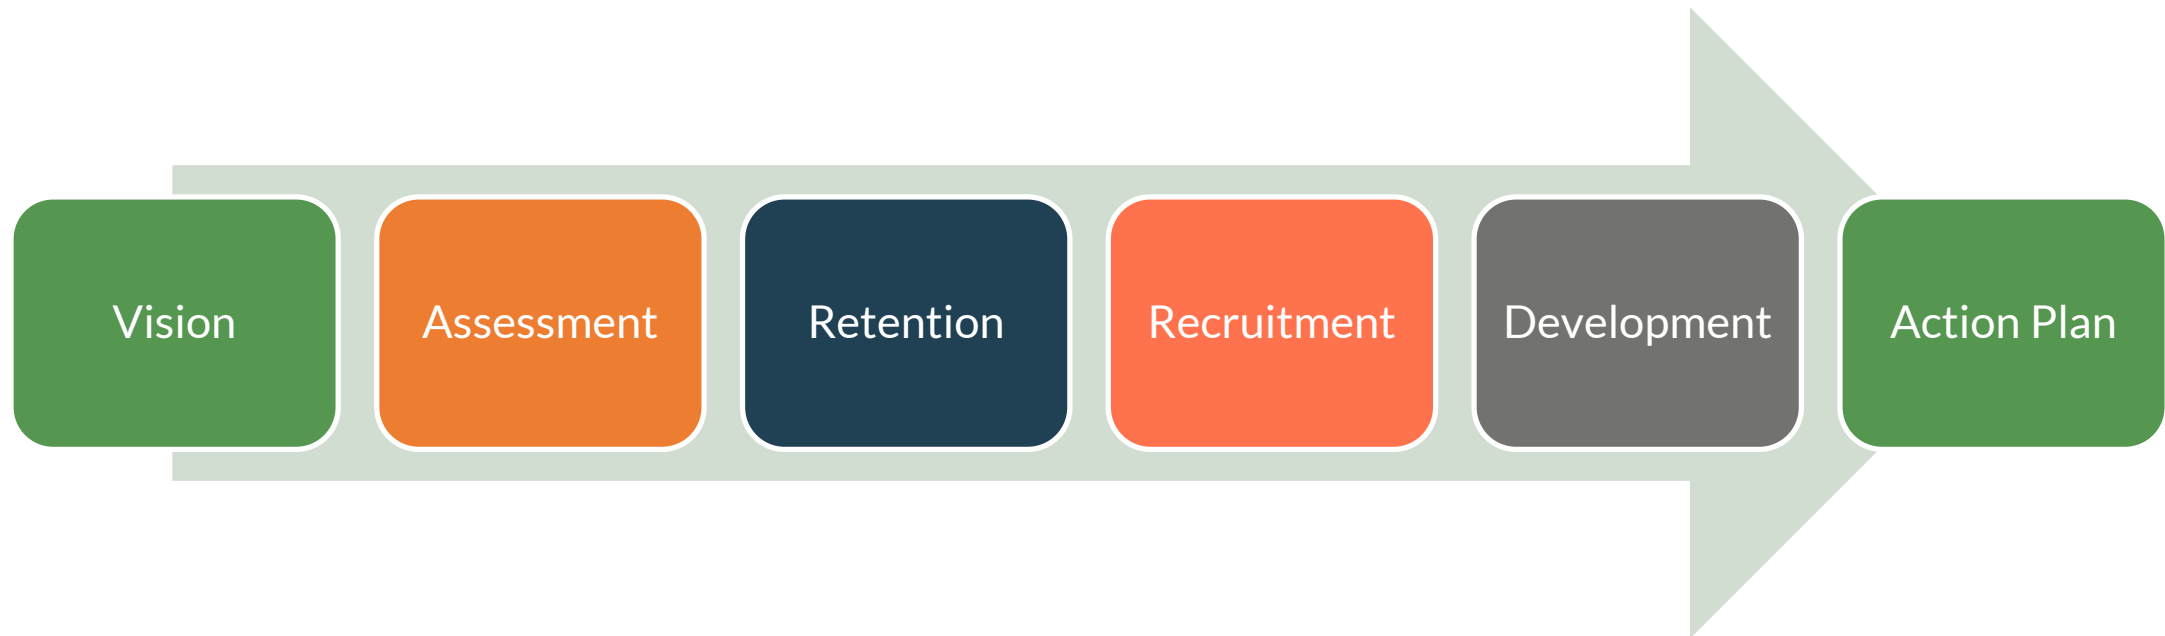 Vision
Assessment
Retention
Recruitment
Development
Action Plan